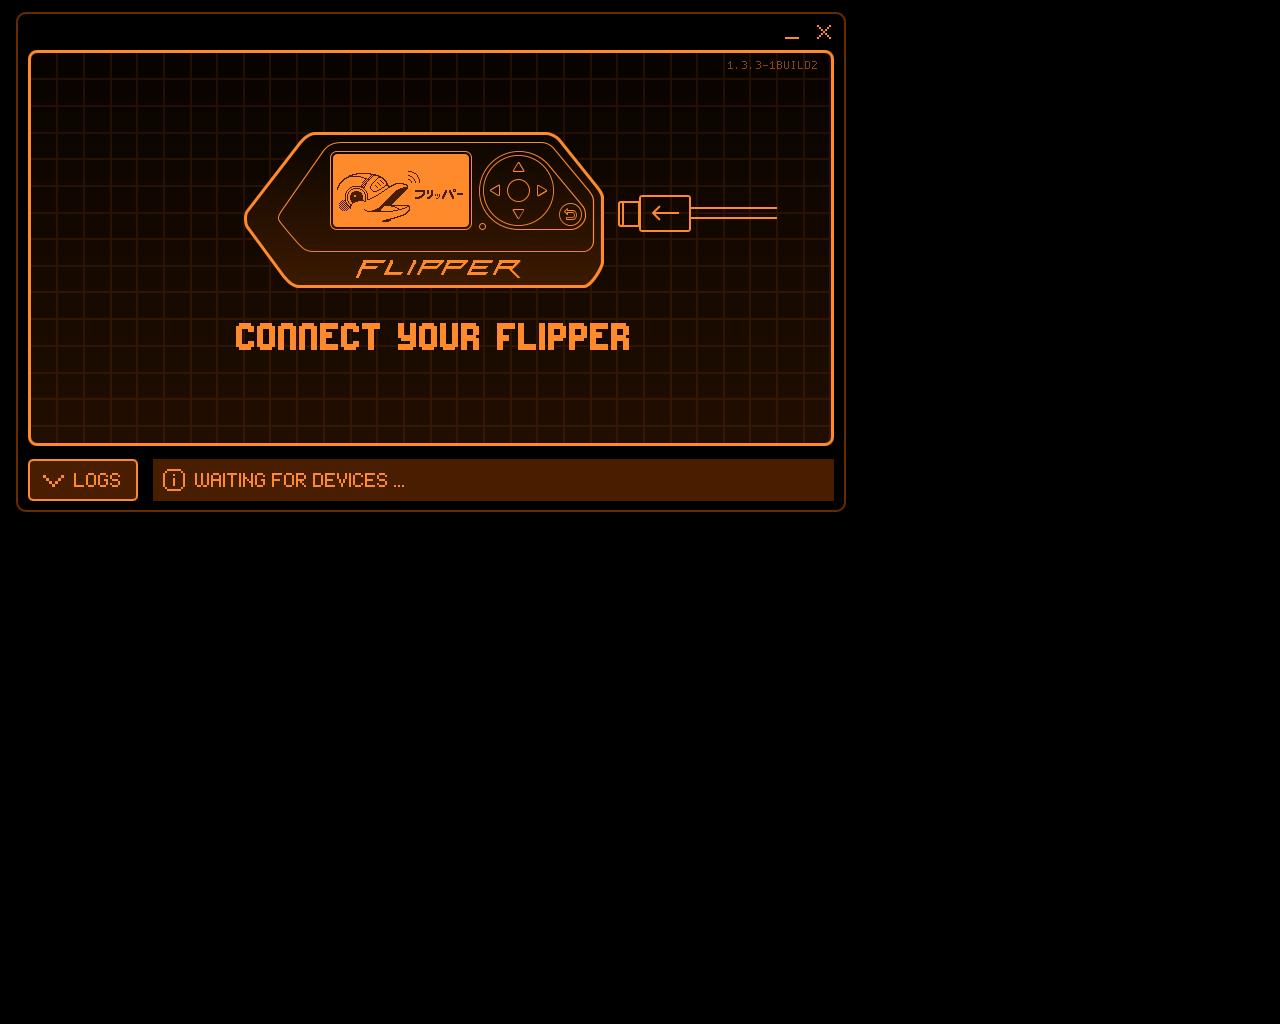 1.3.3-1BUILD2
フリッパー
FLIPPER
CONNECT YOUR FLIPPER
LOGS
WAITING FOR DEVICES ...